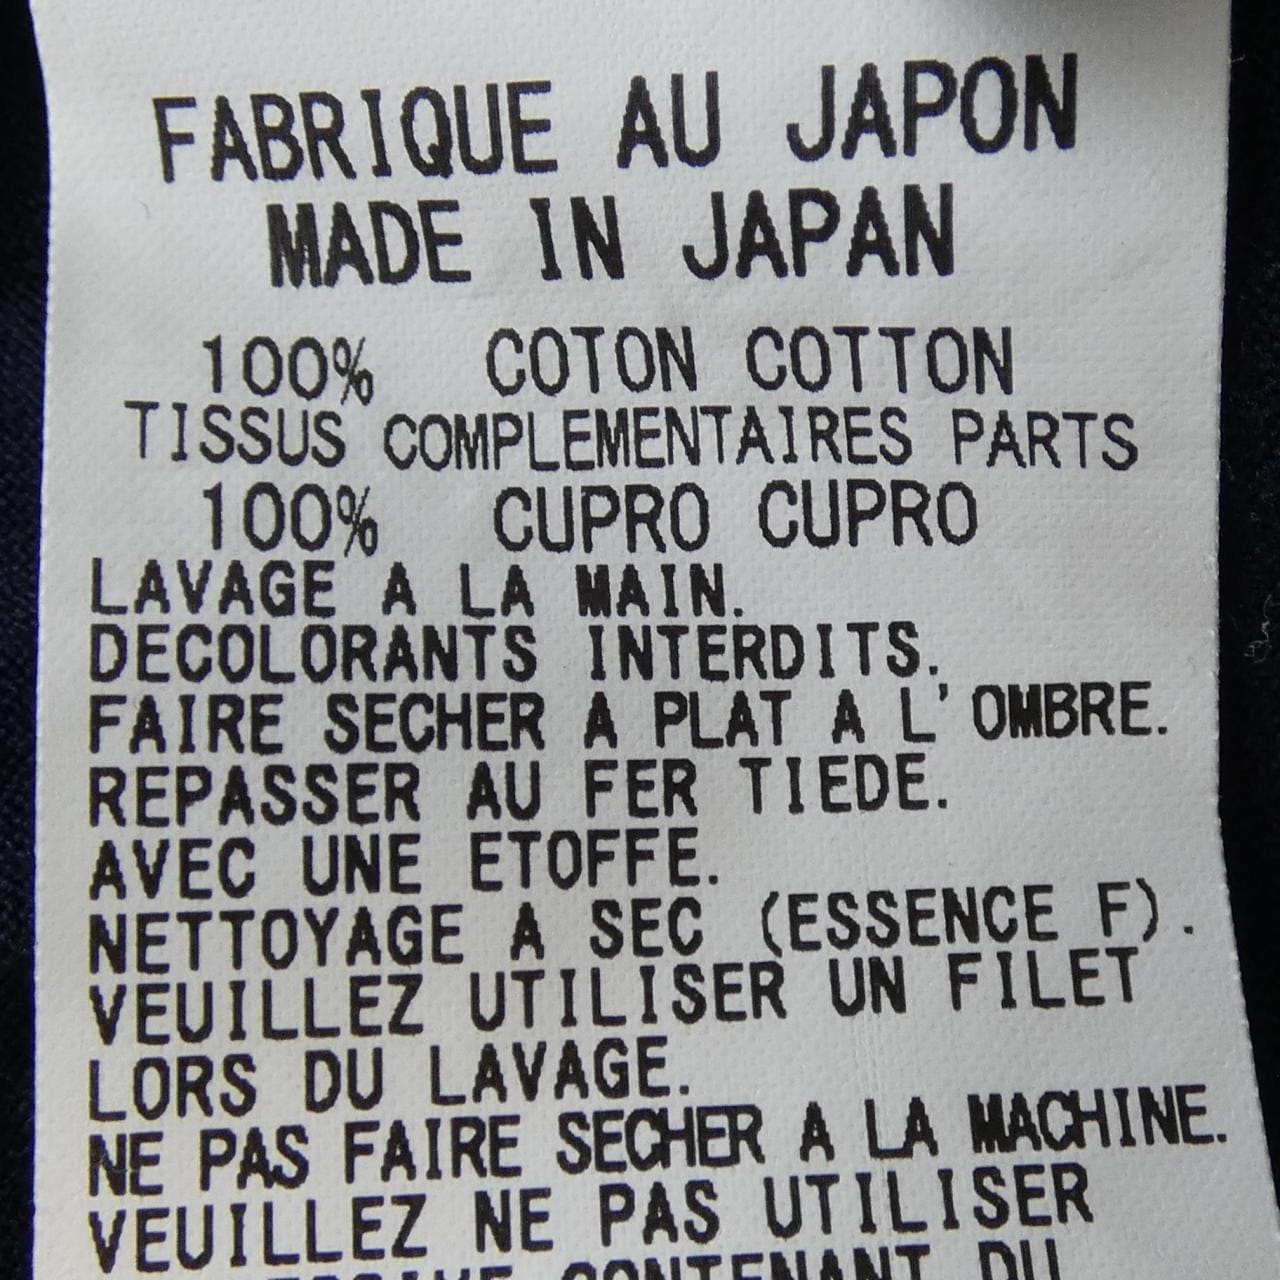 FABRIQUE AU JAPON
MADE IN JAPAN
100% COTON COTTON
TISSUS COMPLEMENTAIRES PARTS
100% CUPRO CUPRO
LAVAGE A LA MAIN.
DECOLORANTS INTERDITS.
FAIRE SECHER A PLAT A L'OMBRE.
REPASSER AU FER TIEDE.
AVEC UNE ETOFFE.
NETTOYAGE A SEC (ESSENCE F).
VEUILLEZ UTILISER UN FILET
LORS DU LAVAGE.
NE PAS FAIRE SECHER A LA MACHINE.
VEUILLEZ NE PAS UTILISER
CONTENANT DU